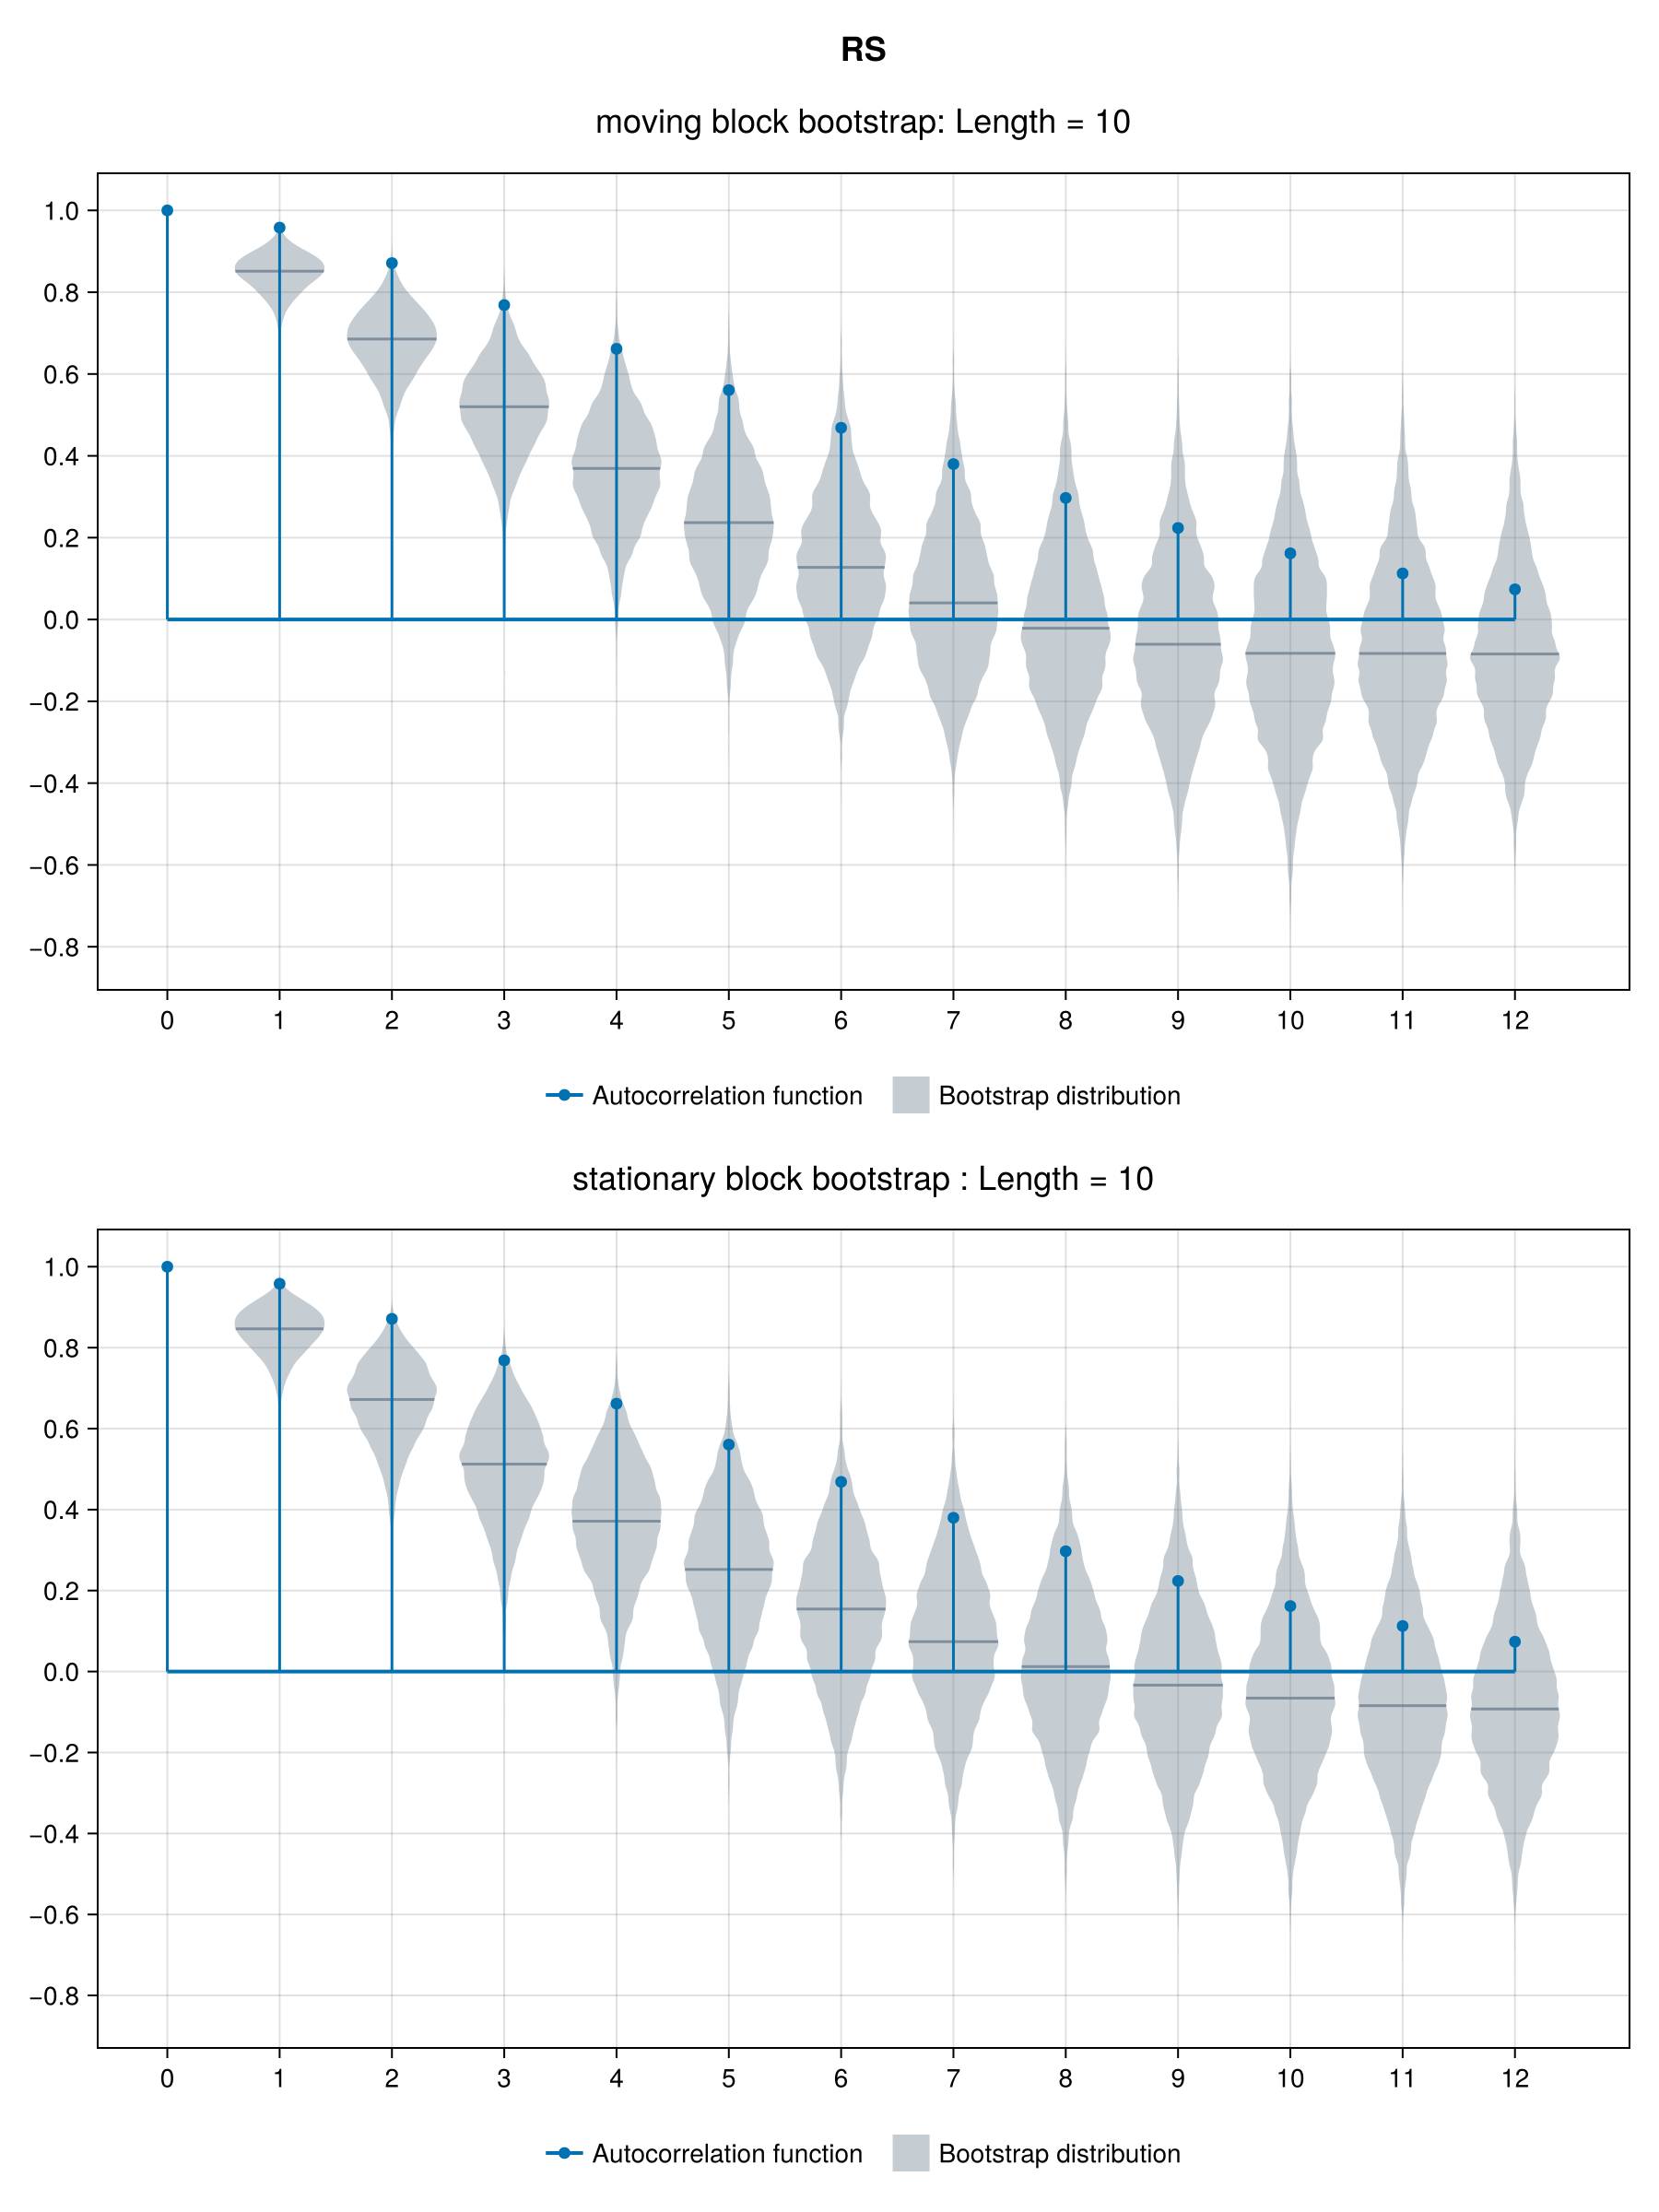 RS
moving block bootstrap: Length = 10
1.0
0.8
0.6
0.4
0.2
0.0
−0.2
−0.4
−0.6
−0.8
0 1 2 3 4 5 6 7 8 9 10 11 12
Autocorrelation function Bootstrap distribution
stationary block bootstrap : Length = 10
1.0
0.8
0.6
0.4
0.2
0.0
−0.2
−0.4
−0.6
−0.8
0 1 2 3 4 5 6 7 8 9 10 11 12
Autocorrelation function Bootstrap distribution